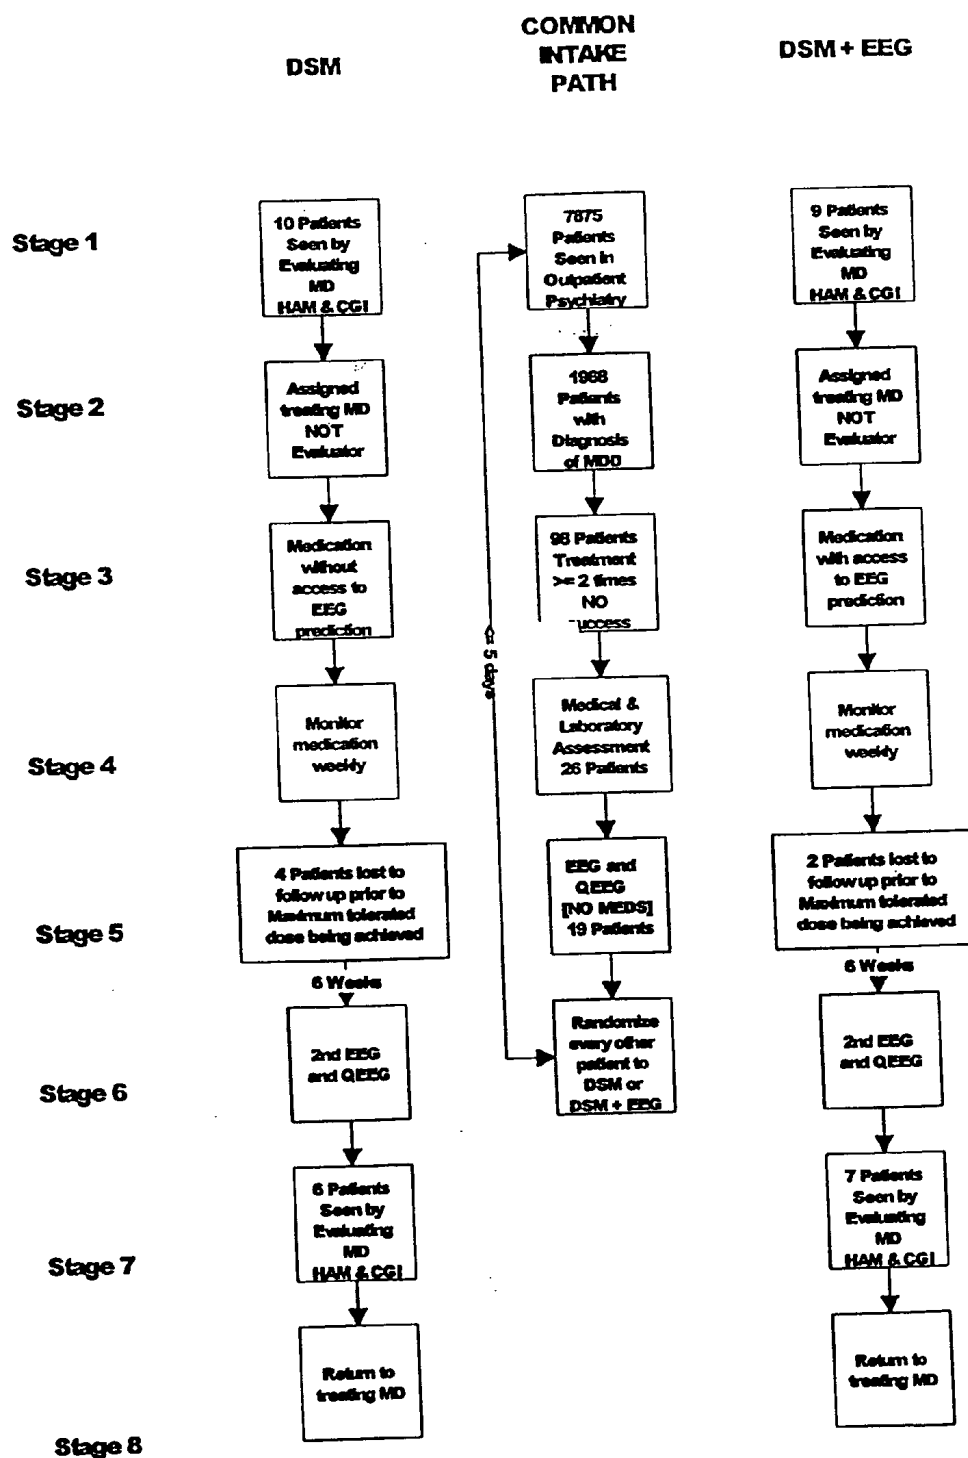 DSM
COMMON
INTAKE
PATH
DSM + EEG
Stage 1
10 Patients
Seen by
Evaluating
MD
HAM & CGI
7875
Patients
Seen in
Outpatient
Psychiatry
9 Patients
Seen by
Evaluating
MD
HAM & CGI
Stage 2
Assigned
treating MD
NOT
Evaluator
1968
Patients
with
Diagnosis
of MDD
Assigned
treating MD
NOT
Evaluator
Stage 3
Medication
without
access to
EEG
prediction
98 Patients
Treatment
>= 2 times
NO
uccess
Medication
with access
to EEG
prediction
<= 5 days
Stage 4
Monitor
medication
weekly
Medical &
Laboratory
Assessment
26 Patients
Monitor
medication
weekly
Stage 5
4 Patients lost to
follow up prior to
Maximum tolerated
dose being achieved
EEG and
QEEG
[NO MEDS]
19 Patients
2 Patients lost to
follow up prior to
Maximum tolerated
dose being achieved
6 Weeks
6 Weeks
Stage 6
2nd EEG
and QEEG
Randomize
every other
patient to
DSM or
DSM + EEG
2nd EEG
and QEEG
Stage 7
6 Patients
Seen by
Evaluating
MD
HAM & CGI
7 Patients
Seen by
Evaluating
MD
HAM & CGI
Return to
treating MD
Return to
treating MD
Stage 8